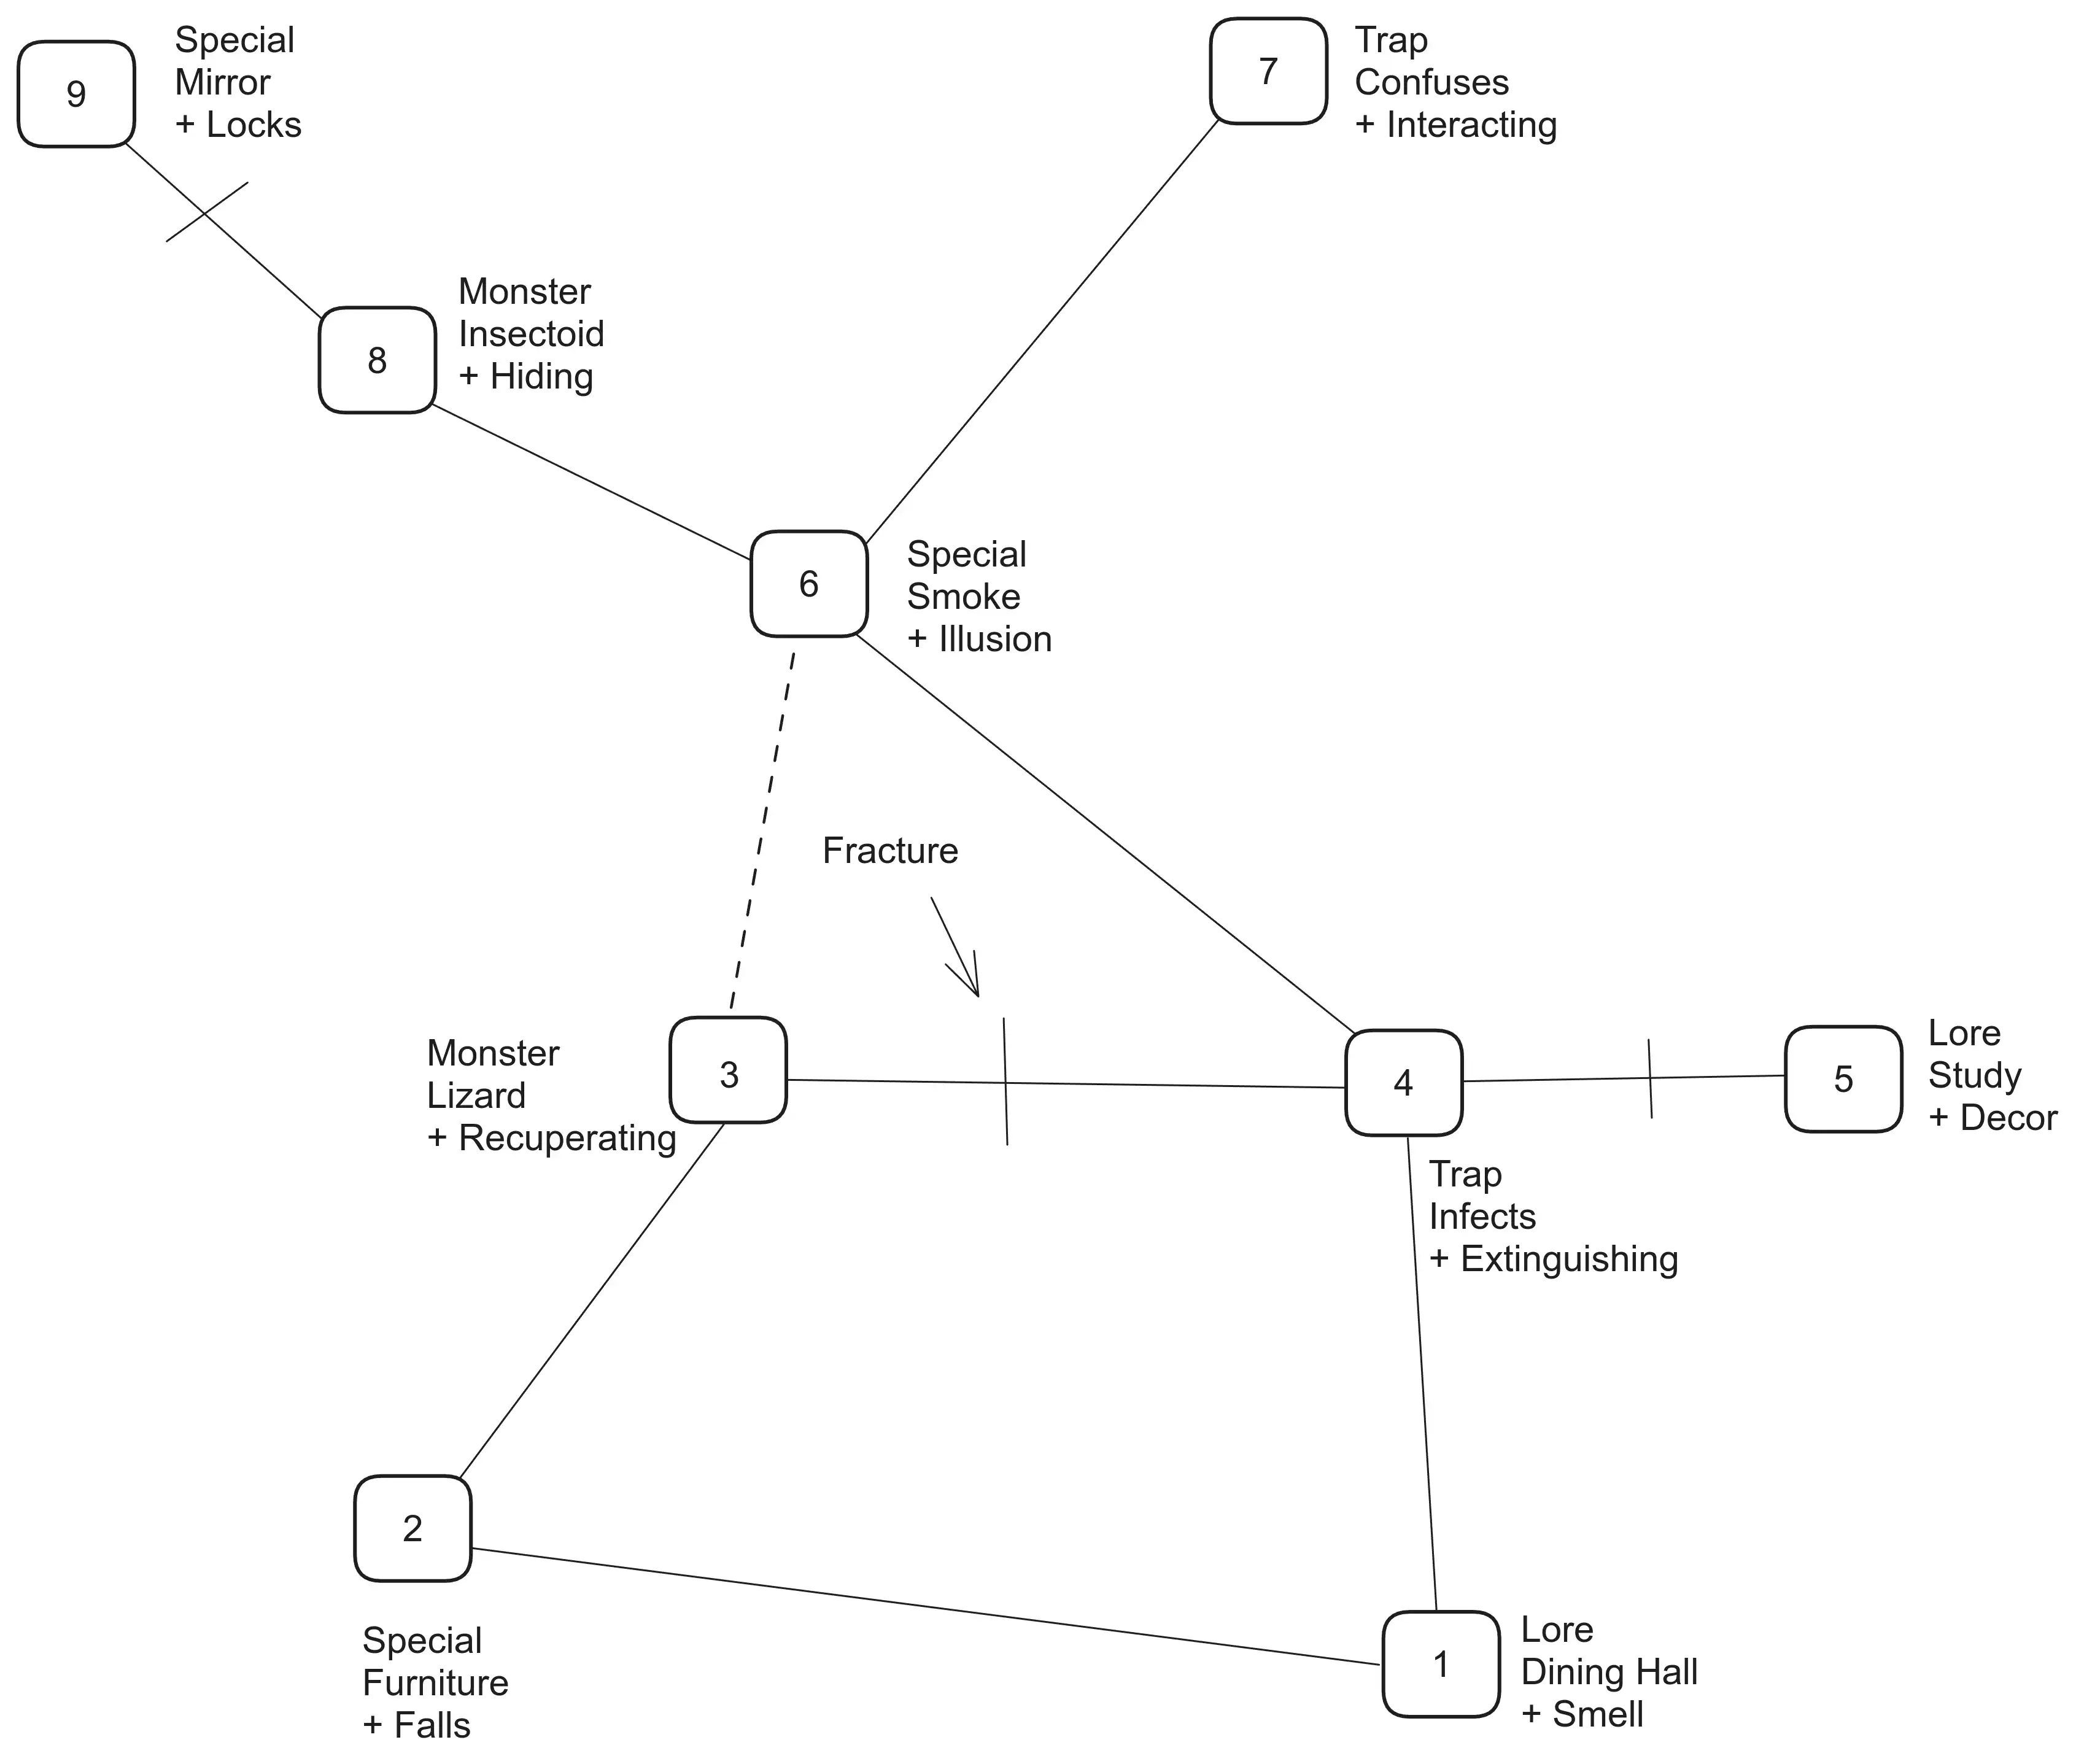 9
Special
Mirror
+ Locks
7
Trap
Confuses
+ Interacting
8
Monster
Insectoid
+ Hiding
6
Special
Smoke
+ Illusion
Fracture
Monster
Lizard
+ Recuperating
3
4
Trap
Infects
+ Extinguishing
5
Lore
Study
+ Decor
2
Special
Furniture
+ Falls
1
Lore
Dining Hall
+ Smell